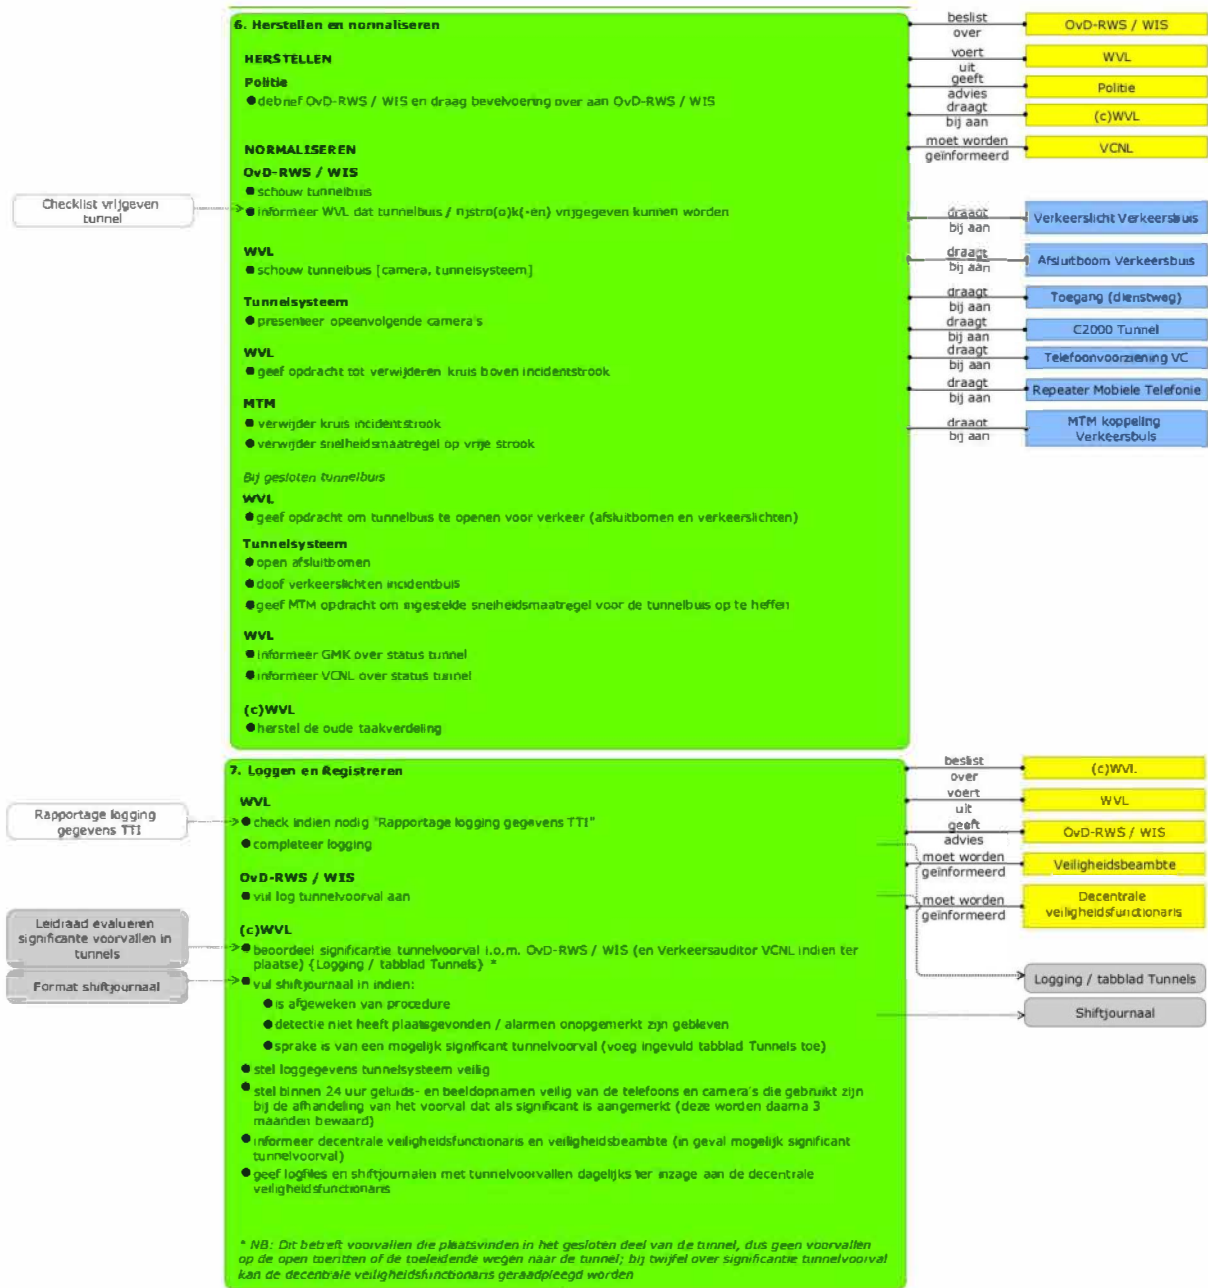 6. Herstellen en normaliseren
HERSTELLEN
Politie
debrief OvD-RWS / WIS en draag bevelvoering over aan OvD-RWS / WIS
NORMALISEREN
OvD-RWS / WIS
schouw tunnelbuis
informeer WVL dat tunnelbuis / rijstro(o)k(-en) vrijgegeven kunnen worden
WVL
schouw tunnelbuis [camera, tunnelsysteem]
Tunnelsysteem
presenteer opeenvolgende camera's
WVL
geef opdracht tot verwijderen kruis boven incidentstrook
MTM
verwijder kruis incidentstrook
verwijder snelheidsmaatregel op vrije strook
Bij gesloten tunnelbuis
WVL
geef opdracht om tunnelbuis te openen voor verkeer (afsluitbomen en verkeerslichten)
Tunnelsysteem
open afsluitbomen
doof verkeerslichten incidentbuis
geef MTM opdracht om ingestelde snelheidsmaatregel voor de tunnelbuis op te heffen
WVL
informeer GMK over status tunnel
informeer VCNL over status tunnel
(c)WVL
herstel de oude taakverdeling
Checklist vrijgeven
tunnel
beslist
over
OvD-RWS / WIS
voert
uit
WVL
geeft
advies
Politie
draagt
bij aan
(c)WVL
moet worden
geïnformeerd
VCNL
draagt
bij aan
Verkeerslicht Verkeersbuis
draagt
bij aan
Afsluitboom Verkeersbuis
draagt
bij aan
Toegang (dienstweg)
draagt
bij aan
C2000 Tunnel
draagt
bij aan
Telefoonvoorziening VC
draagt
bij aan
Repeater Mobiele Telefonie
draagt
bij aan
MTM koppeling
Verkeersbuis
7. Loggen en Registreren
WVL
check indien nodig "Rapportage logging gegevens TTI"
completeer logging
OvD-RWS / WIS
vul log tunnelvoorval aan
(c)WVL
beoordeel significantie tunnelvoorval i.o.m. OvD-RWS / WIS (en Verkeersauditor VCNL indien ter
plaatse) {Logging / tabblad Tunnels} *
vul shiftjournaal in indien:
is afgeweken van procedure
detectie niet heeft plaatsgevonden / alarmen onopgemerkt zijn gebleven
sprake is van een mogelijk significant tunnelvoorval (voeg ingevuld tabblad Tunnels toe)
stel loggegevens tunnelsysteem veilig
stel binnen 24 uur geluids- en beeldopnamen veilig van de telefoons en camera's die gebruikt zijn
bij de afhandeling van het voorval dat als significant is aangemerkt (deze worden daarna 3
maanden bewaard)
informeer decentrale veiligheidsfunctionaris en veiligheidsbeambte (in geval mogelijk significant
tunnelvoorval)
geef logfiles en shiftjournalen met tunnelvoorvallen dagelijks ter inzage aan de decentrale
veiligheidsfunctionaris
* NB: Dit betreft voorvallen die plaatsvinden in het gesloten deel van de tunnel, dus geen voorvallen
op de open toeritten of de toeleidende wegen naar de tunnel; bij twijfel over significante tunnelvoorval
kan de decentrale veiligheidsfunctionaris geraadpleegd worden
Rapportage logging
gegevens TTI
Leidraad evalueren
significante voorvallen in
tunnels
Format shiftjournaal
beslist
over
(c)WVL
voert
uit
WVL
geeft
advies
OvD-RWS / WIS
moet worden
geïnformeerd
Veiligheidsbeambte
moet worden
geïnformeerd
Decentrale
veiligheidsfunctionaris
Logging / tabblad Tunnels
Shiftjournaal